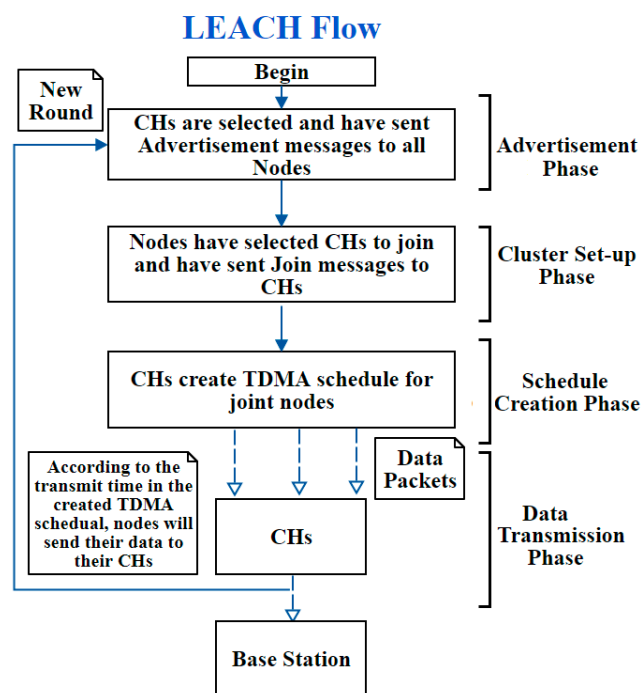 LEACH Flow
Begin
New
Round
CHs are selected and have sent
Advertisement messages to all
Nodes
Advertisement
Phase
Nodes have selected CHs to join
and have sent Join messages to
CHs
Cluster Set-up
Phase
CHs create TDMA schedule for
joint nodes
Schedule
Creation Phase
According to the
transmit time in the
created TDMA
schedual, nodes will
send their data to
their CHs
Data
Packets
CHs
Data
Transmission
Phase
Base Station